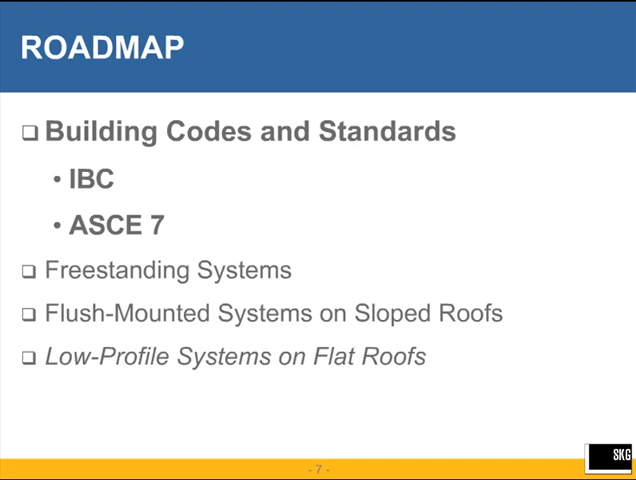 ROADMAP
❑ Building Codes and Standards
• IBC
• ASCE 7
❑ Freestanding Systems
❑ Flush-Mounted Systems on Sloped Roofs
❑ Low-Profile Systems on Flat Roofs
SKG
- 7 -